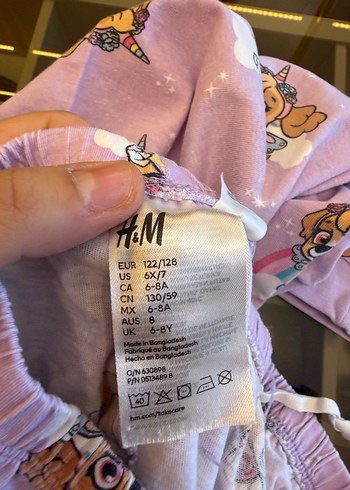 H&M
EUR 122/128
US 6X/7
CA 6-8A
CN 130/59
MX 6-8A
AUS 8
UK 6-8Y
Made in Bangladesh
Fabriqué au Bangladesh
Hecho en Bangladesh
O/N 630898
P/N 0513489 8
40
hm.com/takecare